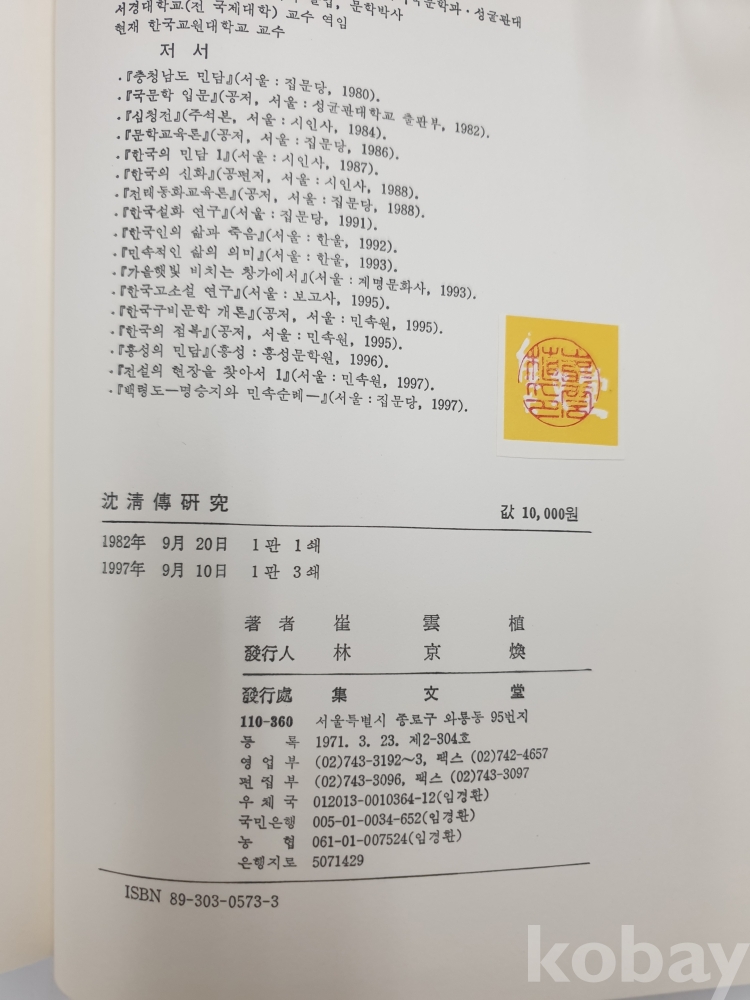 서경대학교(전 국제대학) 교수 역임
현재 한국교원대학교 교수
저 서
·『충청남도 민담』(서울 : 집문당, 1980).
·『국문학 입문』(공저, 서울 : 성균관대학교 출판부, 1982).
·『심청전』(주석본, 서울 : 시인사, 1984).
·『문학교육론』(공저, 서울 : 집문당, 1986).
·『한국의 민담 1』(서울 : 시인사, 1987).
·『한국의 신화』(공편저, 서울 : 시인사, 1988).
·『전래동화교육론』(공저, 서울 : 집문당, 1988).
·『한국설화 연구』(서울 : 집문당, 1991).
·『한국인의 삶과 죽음』(서울 : 한울, 1992).
·『민속적인 삶의 의미』(서울 : 한울, 1993).
·『가을햇빛 비치는 창가에서』(서울 : 계명문화사, 1993).
·『한국고소설 연구』(서울 : 보고사, 1995).
·『한국구비문학 개론』(공저, 서울 : 민속원, 1995).
·『한국의 점복』(공저, 서울 : 민속원, 1995).
·『홍성의 민담』(홍성 : 홍성문학원, 1996).
·『전설의 현장을 찾아서 1』(서울 : 민속원, 1997).
·『백령도—명승지와 민속순례—』(서울 : 집문당, 1997).
沈淸傳硏究
값 10,000원
1982年 9月 20日 1판 1쇄
1997年 9月 10日 1판 3쇄
著者 崔雲植
發行人 林京煥
發行處 集文堂
110-360 서울특별시 종로구 와룡동 95번지
등록 1971. 3. 23. 제2-304호
영업부 (02)743-3192～3, 팩스 (02)742-4657
편집부 (02)743-3096, 팩스 (02)743-3097
우체국 012013-0010364-12(임경환)
국민은행 005-01-0034-652(임경환)
농협 061-01-007524(임경환)
은행지로 5071429
ISBN 89-303-0573-3
kobay